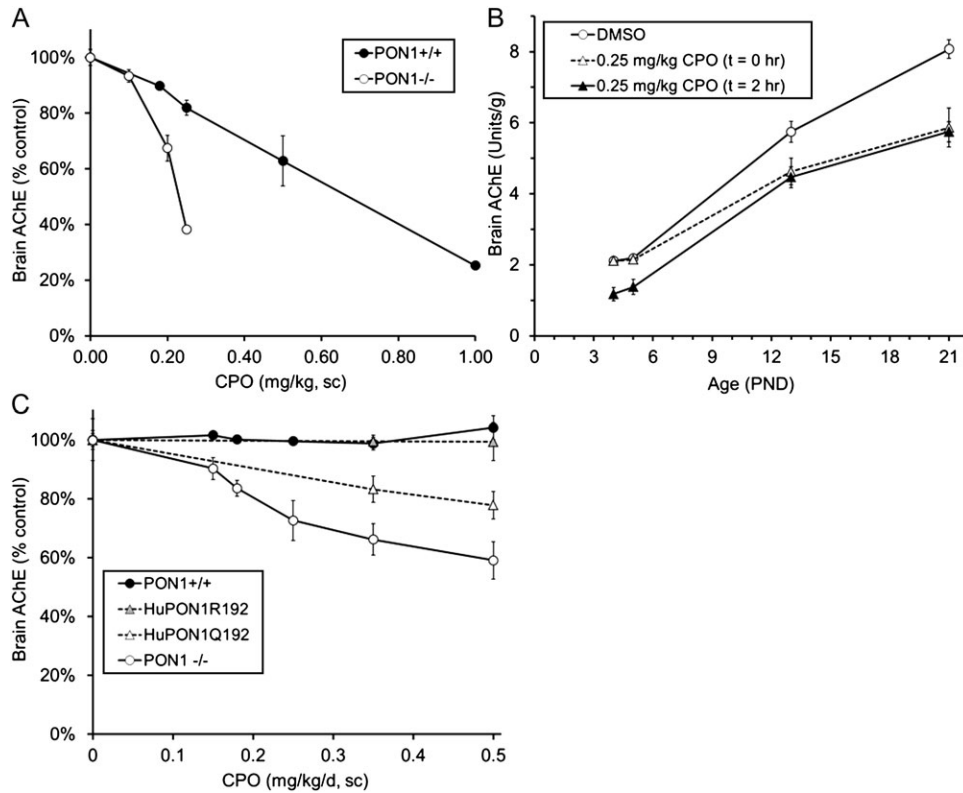 A
Brain AChE (% control)
100%
80%
60%
40%
20%
0%
PON1+/+
PON1-/-
0.00 0.20 0.40 0.60 0.80 1.00
CPO (mg/kg, sc)
B
Brain AChE (Units/g)
8
6
4
2
0
DMSO
0.25 mg/kg CPO (t = 0 hr)
0.25 mg/kg CPO (t = 2 hr)
0 3 6 9 12 15 18 21
Age (PND)
C
Brain AChE (% control)
100%
80%
60%
40%
20%
0%
PON1+/+
HuPON1R192
HuPON1Q192
PON1 -/-
0 0.1 0.2 0.3 0.4 0.5
CPO (mg/kg/d, sc)